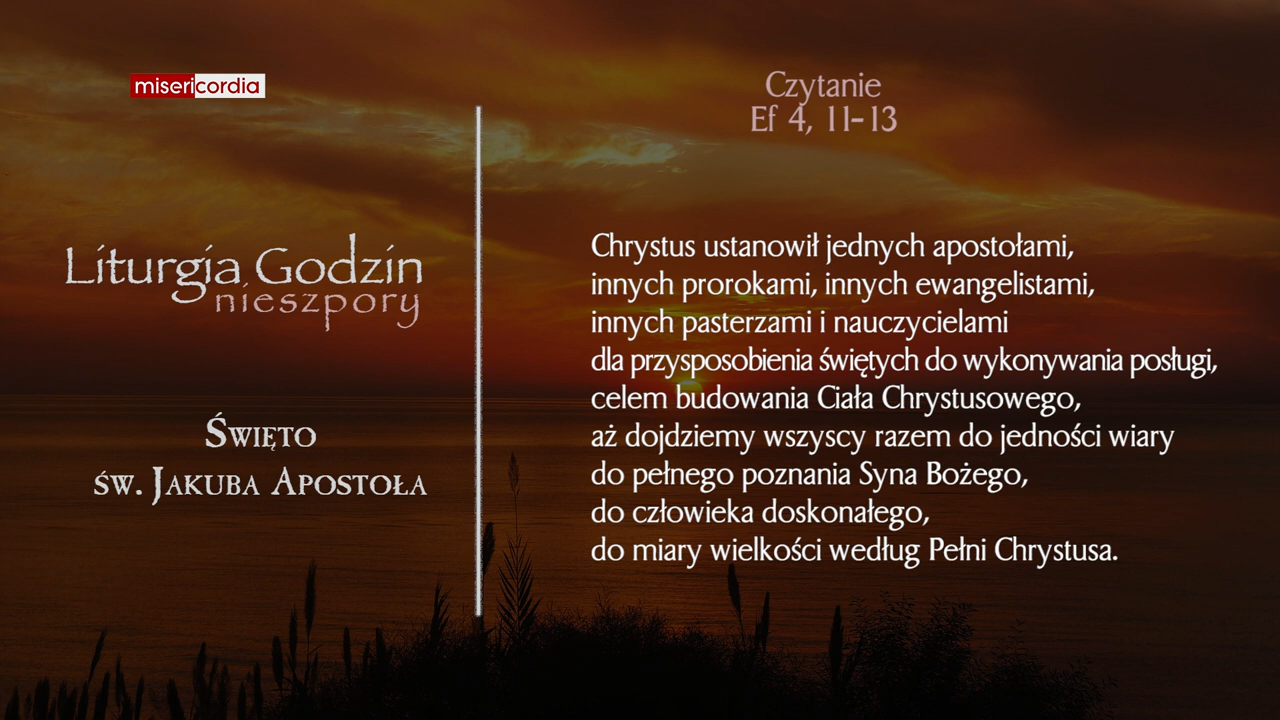 misericordia
Liturgia Godzin
nieszpory
Święto
św. Jakuba Apostoła
Czytanie
Ef 4, 11-13
Chrystus ustanowił jednych apostołami,
innych prorokami, innych ewangelistami,
innych pasterzami i nauczycielami
dla przysposobienia świętych do wykonywania posługi,
celem budowania Ciała Chrystusowego,
aż dojdziemy wszyscy razem do jedności wiary
do pełnego poznania Syna Bożego,
do człowieka doskonałego,
do miary wielkości według Pełni Chrystusa.